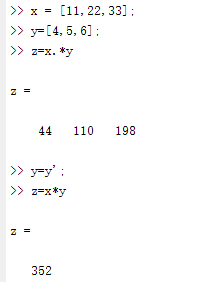 >> x = [11,22,33];
>> y=[4,5,6];
>> z=x.*y
z =
44 110 198
>> y=y';
>> z=x*y
z =
352